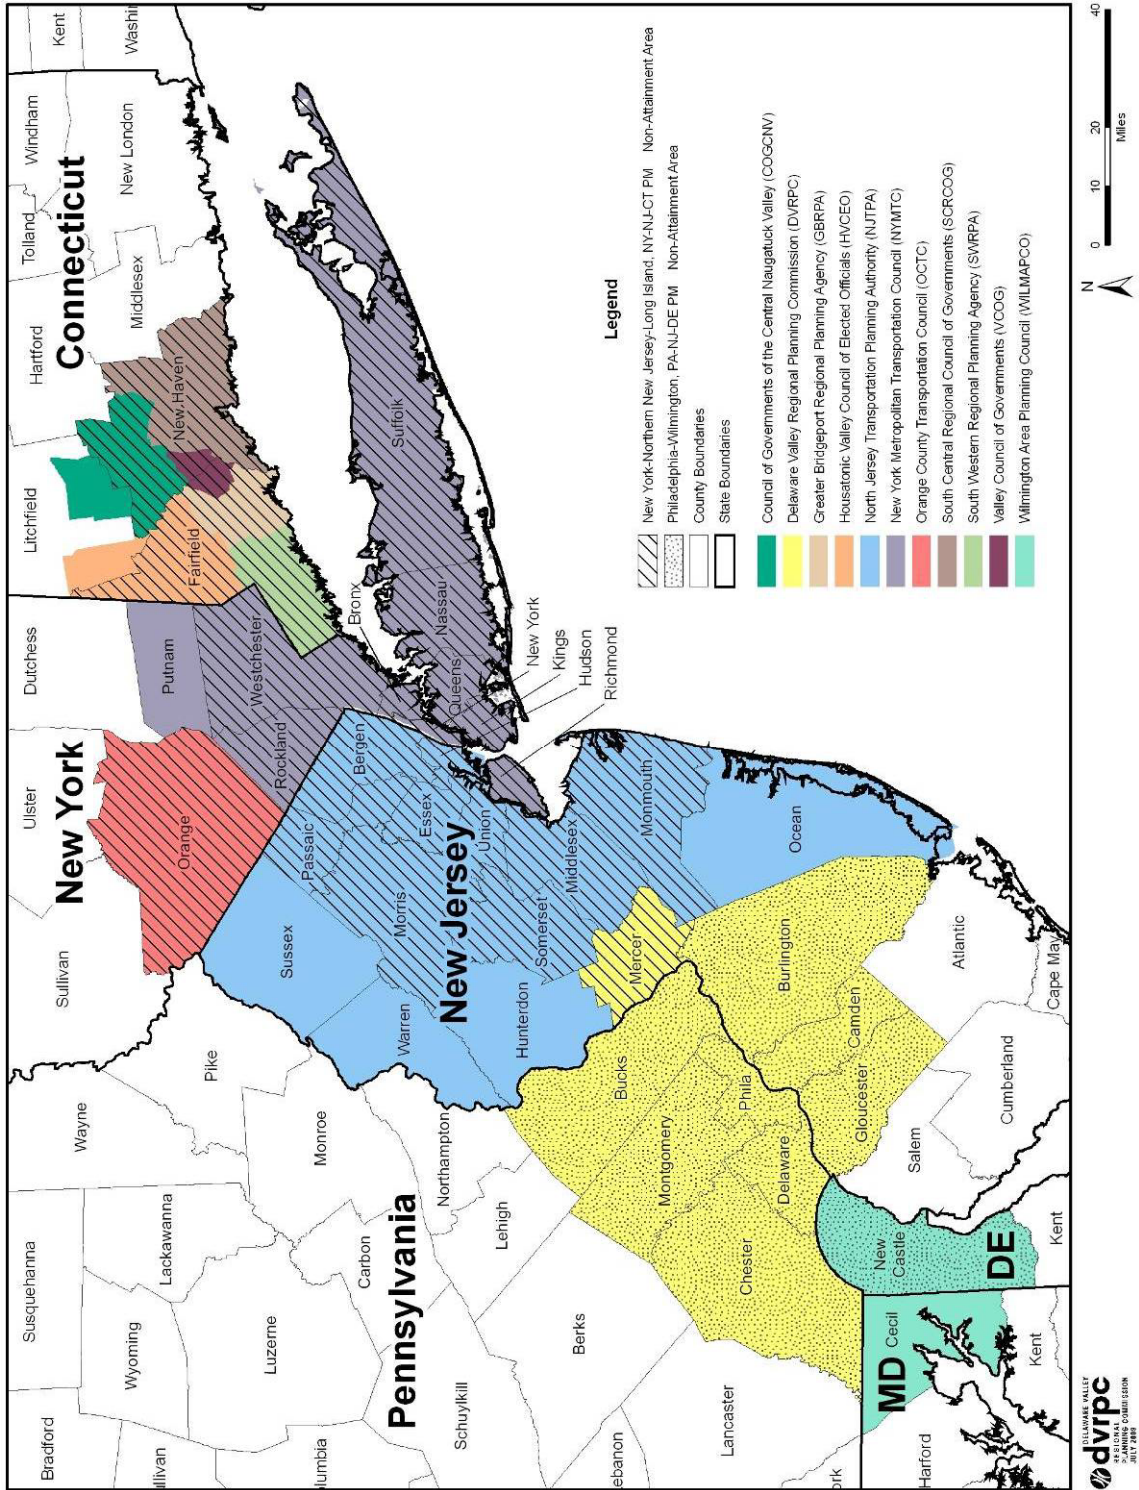 Connecticut
New York
New Jersey
Pennsylvania
MD
DE
Kent
Washi
Windham
Tolland
New London
Hartford
Middlesex
Litchfield
New Haven
Fairfield
Dutchess
Putnam
Westchester
Bronx
Suffolk
Nassau
Queens
New York
Kings
Hudson
Richmond
Ulster
Orange
Rockland
Sullivan
Bergen
Passaic
Essex
Union
Morris
Sussex
Middlesex
Somerset
Monmouth
Ocean
Warren
Hunterdon
Mercer
Burlington
Camden
Gloucester
Atlantic
Cape May
Cumberland
Salem
Wayne
Pike
Monroe
Northampton
Susquehanna
Lackawanna
Carbon
Lehigh
Wyoming
Luzerne
Berks
Bradford
llivan
olumbia
Schuylkill
ebanon
Lancaster
ork
Bucks
Montgomery
Phila
Delaware
Chester
New
Castle
Cecil
Kent
Kent
Harford
Legend
New York-Northern New Jersey-Long Island, NY-NJ-CT PM Non-Attainment Area
Philadelphia-Wilmington, PA-NJ-DE PM Non-Attainment Area
County Boundaries
State Boundaries
Council of Governments of the Central Naugatuck Valley (COGCNV)
Delaware Valley Regional Planning Commission (DVRPC)
Greater Bridgeport Regional Planning Agency (GBRPA)
Housatonic Valley Council of Elected Officials (HVCEO)
North Jersey Transportation Planning Authority (NJTPA)
New York Metropolitan Transportation Council (NYMTC)
Orange County Transportation Council (OCTC)
South Central Regional Council of Governments (SCRCOG)
South Western Regional Planning Agency (SWRPA)
Valley Council of Governments (VCOG)
Wilmington Area Planning Council (WILMAPCO)
N
0 10 20 40
Miles
dvrpc
DELAWARE VALLEY
REGIONAL
PLANNING COMMISSION